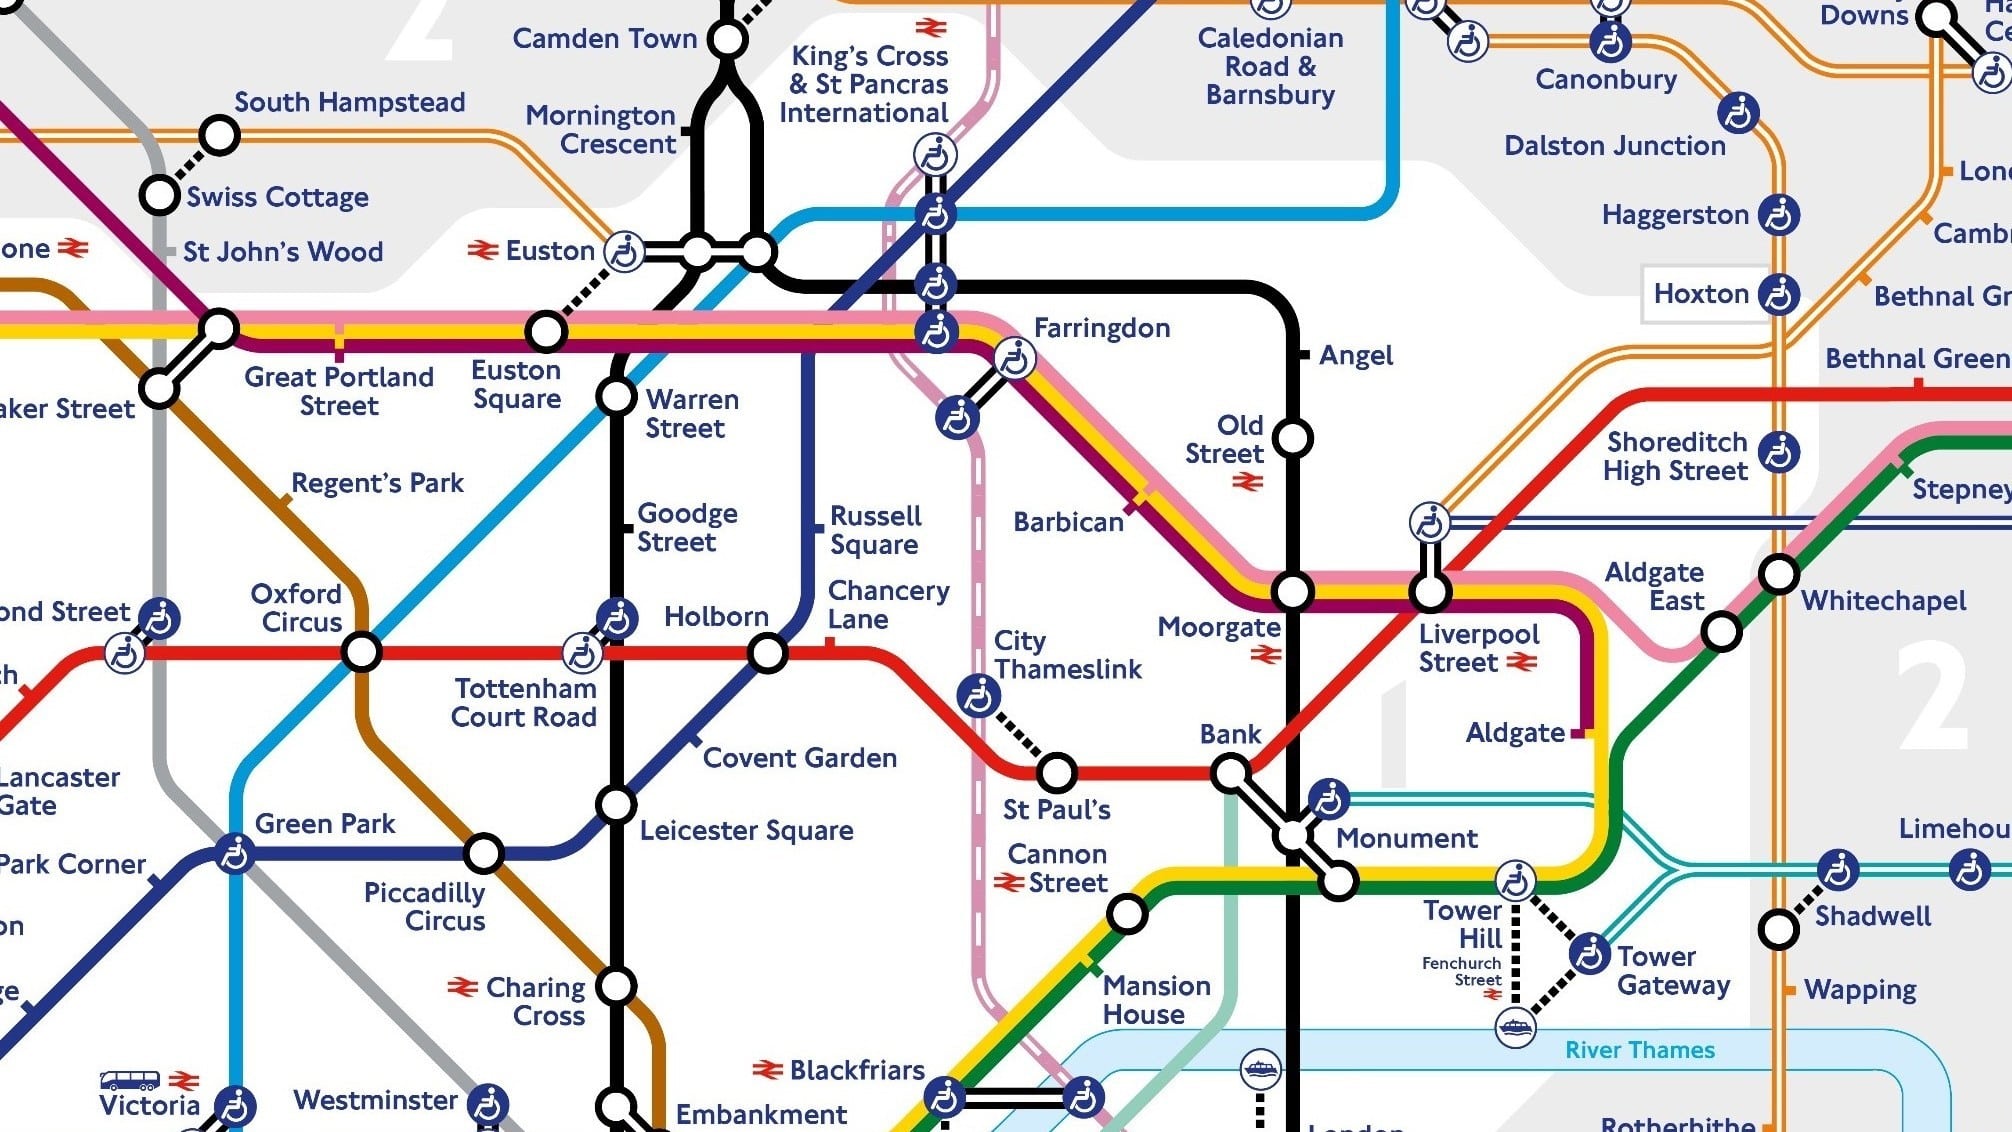 2
Camden Town
King's Cross
& St Pancras
International
Caledonian
Road &
Barnsbury
Canonbury
Downs
South Hampstead
Mornington
Crescent
Dalston Junction
Swiss Cottage
Haggerston
St John's Wood
Euston
Hoxton
Bethnal Gr
Farringdon
Angel
Bethnal Green
Great Portland
Street
Euston
Square
aker Street
Warren
Street
Old
Street
Shoreditch
High Street
Regent's Park
Stepney
Goodge
Street
Russell
Square
Barbican
Aldgate
East
Whitechapel
ond Street
Oxford
Circus
Holborn
Chancery
Lane
Moorgate
Liverpool
Street
City
Thameslink
Tottenham
Court Road
2
1
Bank
Aldgate
Covent Garden
Lancaster
Gate
St Paul's
Green Park
Leicester Square
Monument
Limehou
Park Corner
Cannon
Street
Piccadilly
Circus
Tower
Hill
Fenchurch
Street
Shadwell
Tower
Gateway
Charing
Cross
Mansion
House
Wapping
River Thames
Blackfriars
Victoria
Westminster
Embankment
London
Rotherhithe